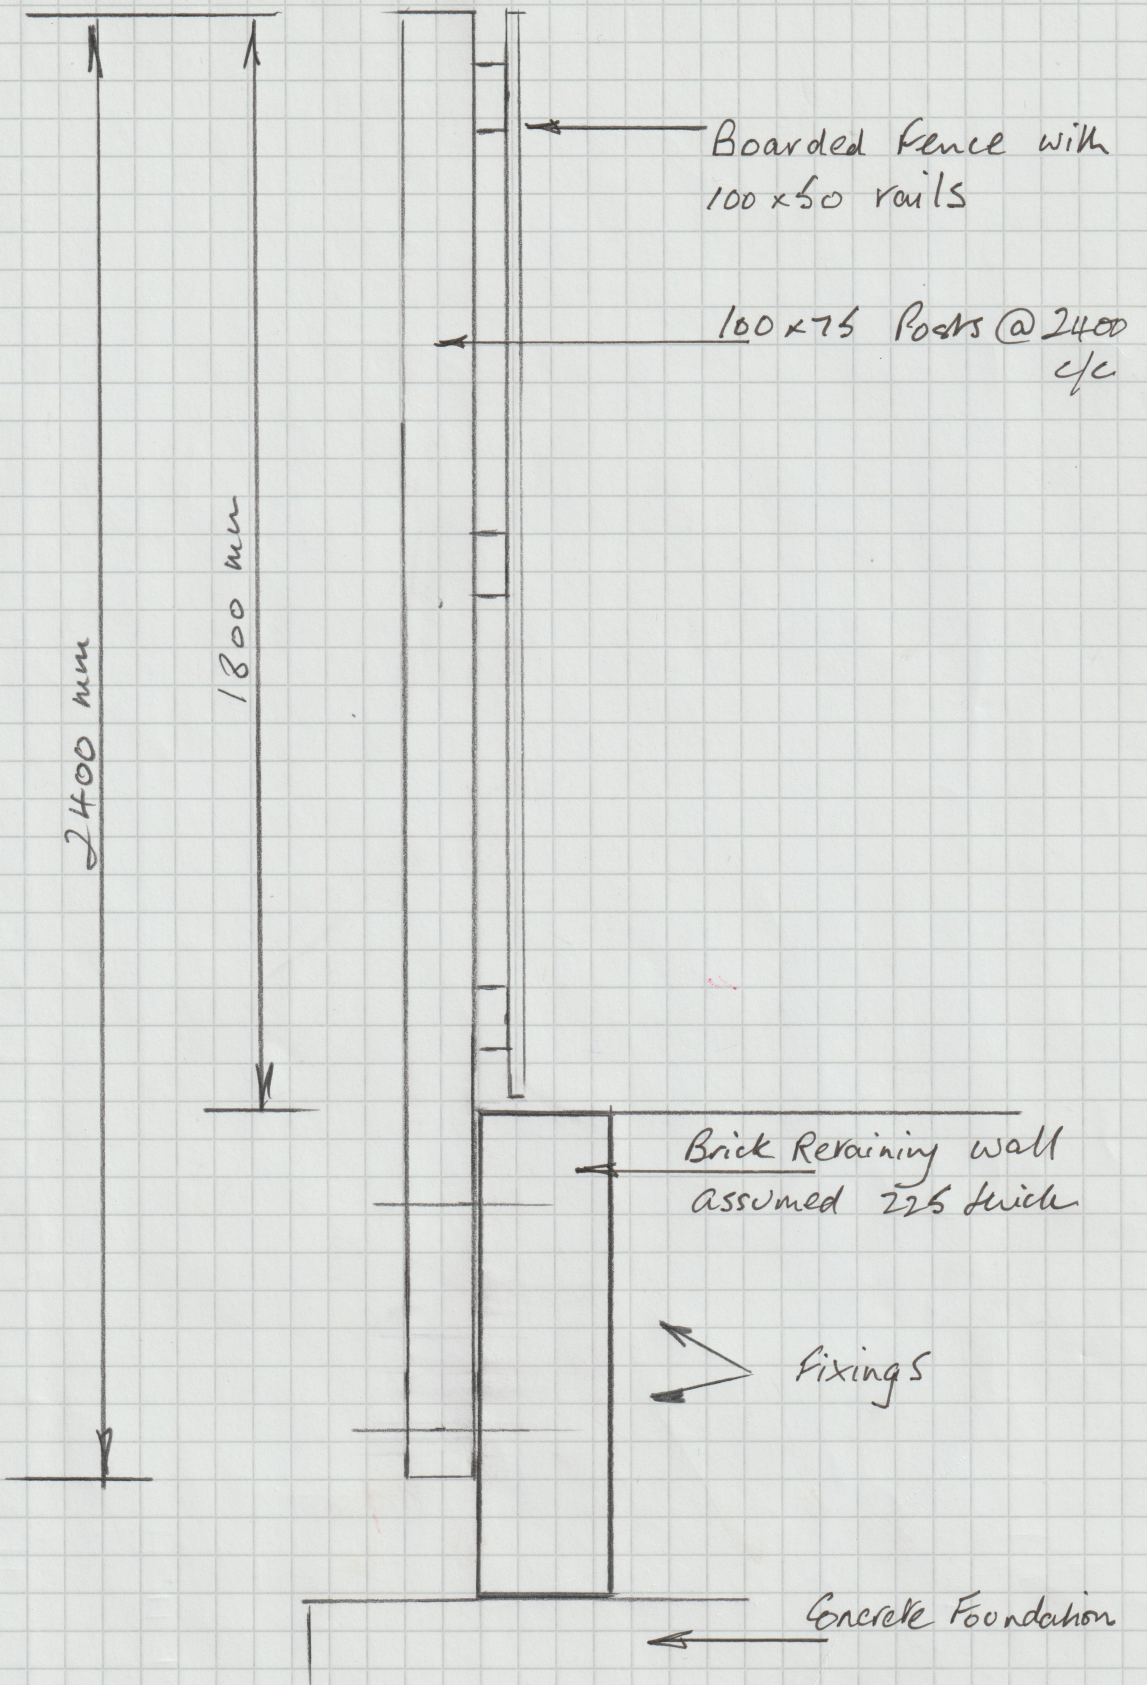 Boarded Fence with
100 x 50 rails
100 x 75 Posts @ 2400
c/c
1800 mm
2400 mm
Brick Retaining wall
assumed 225 thick
Fixings
Concrete Foundation